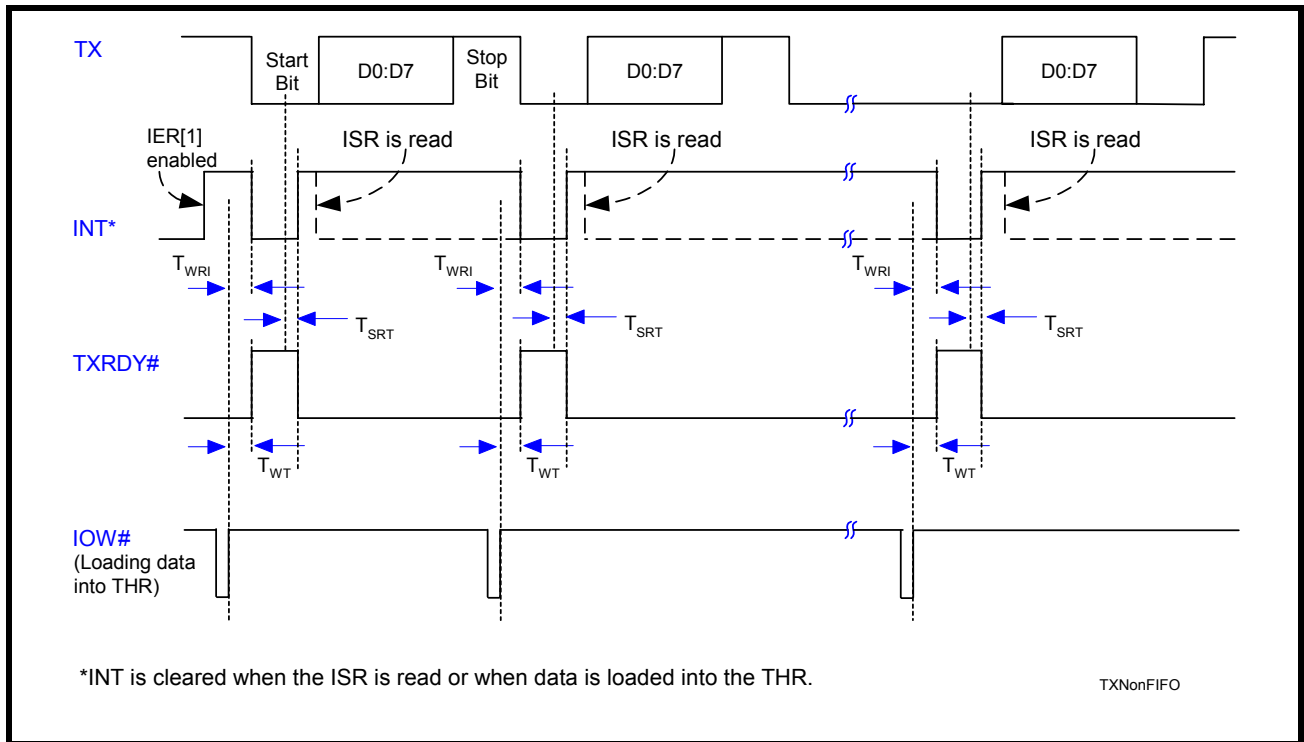 TX
Start
Bit
D0:D7
Stop
Bit
D0:D7
D0:D7
IER[1]
enabled
ISR is read
ISR is read
ISR is read
INT*
TWRI
TWRI
TWRI
TSRT
TSRT
TSRT
TXRDY#
TWT
TWT
TWT
IOW#
(Loading data
into THR)
*INT is cleared when the ISR is read or when data is loaded into the THR.
TXNonFIFO